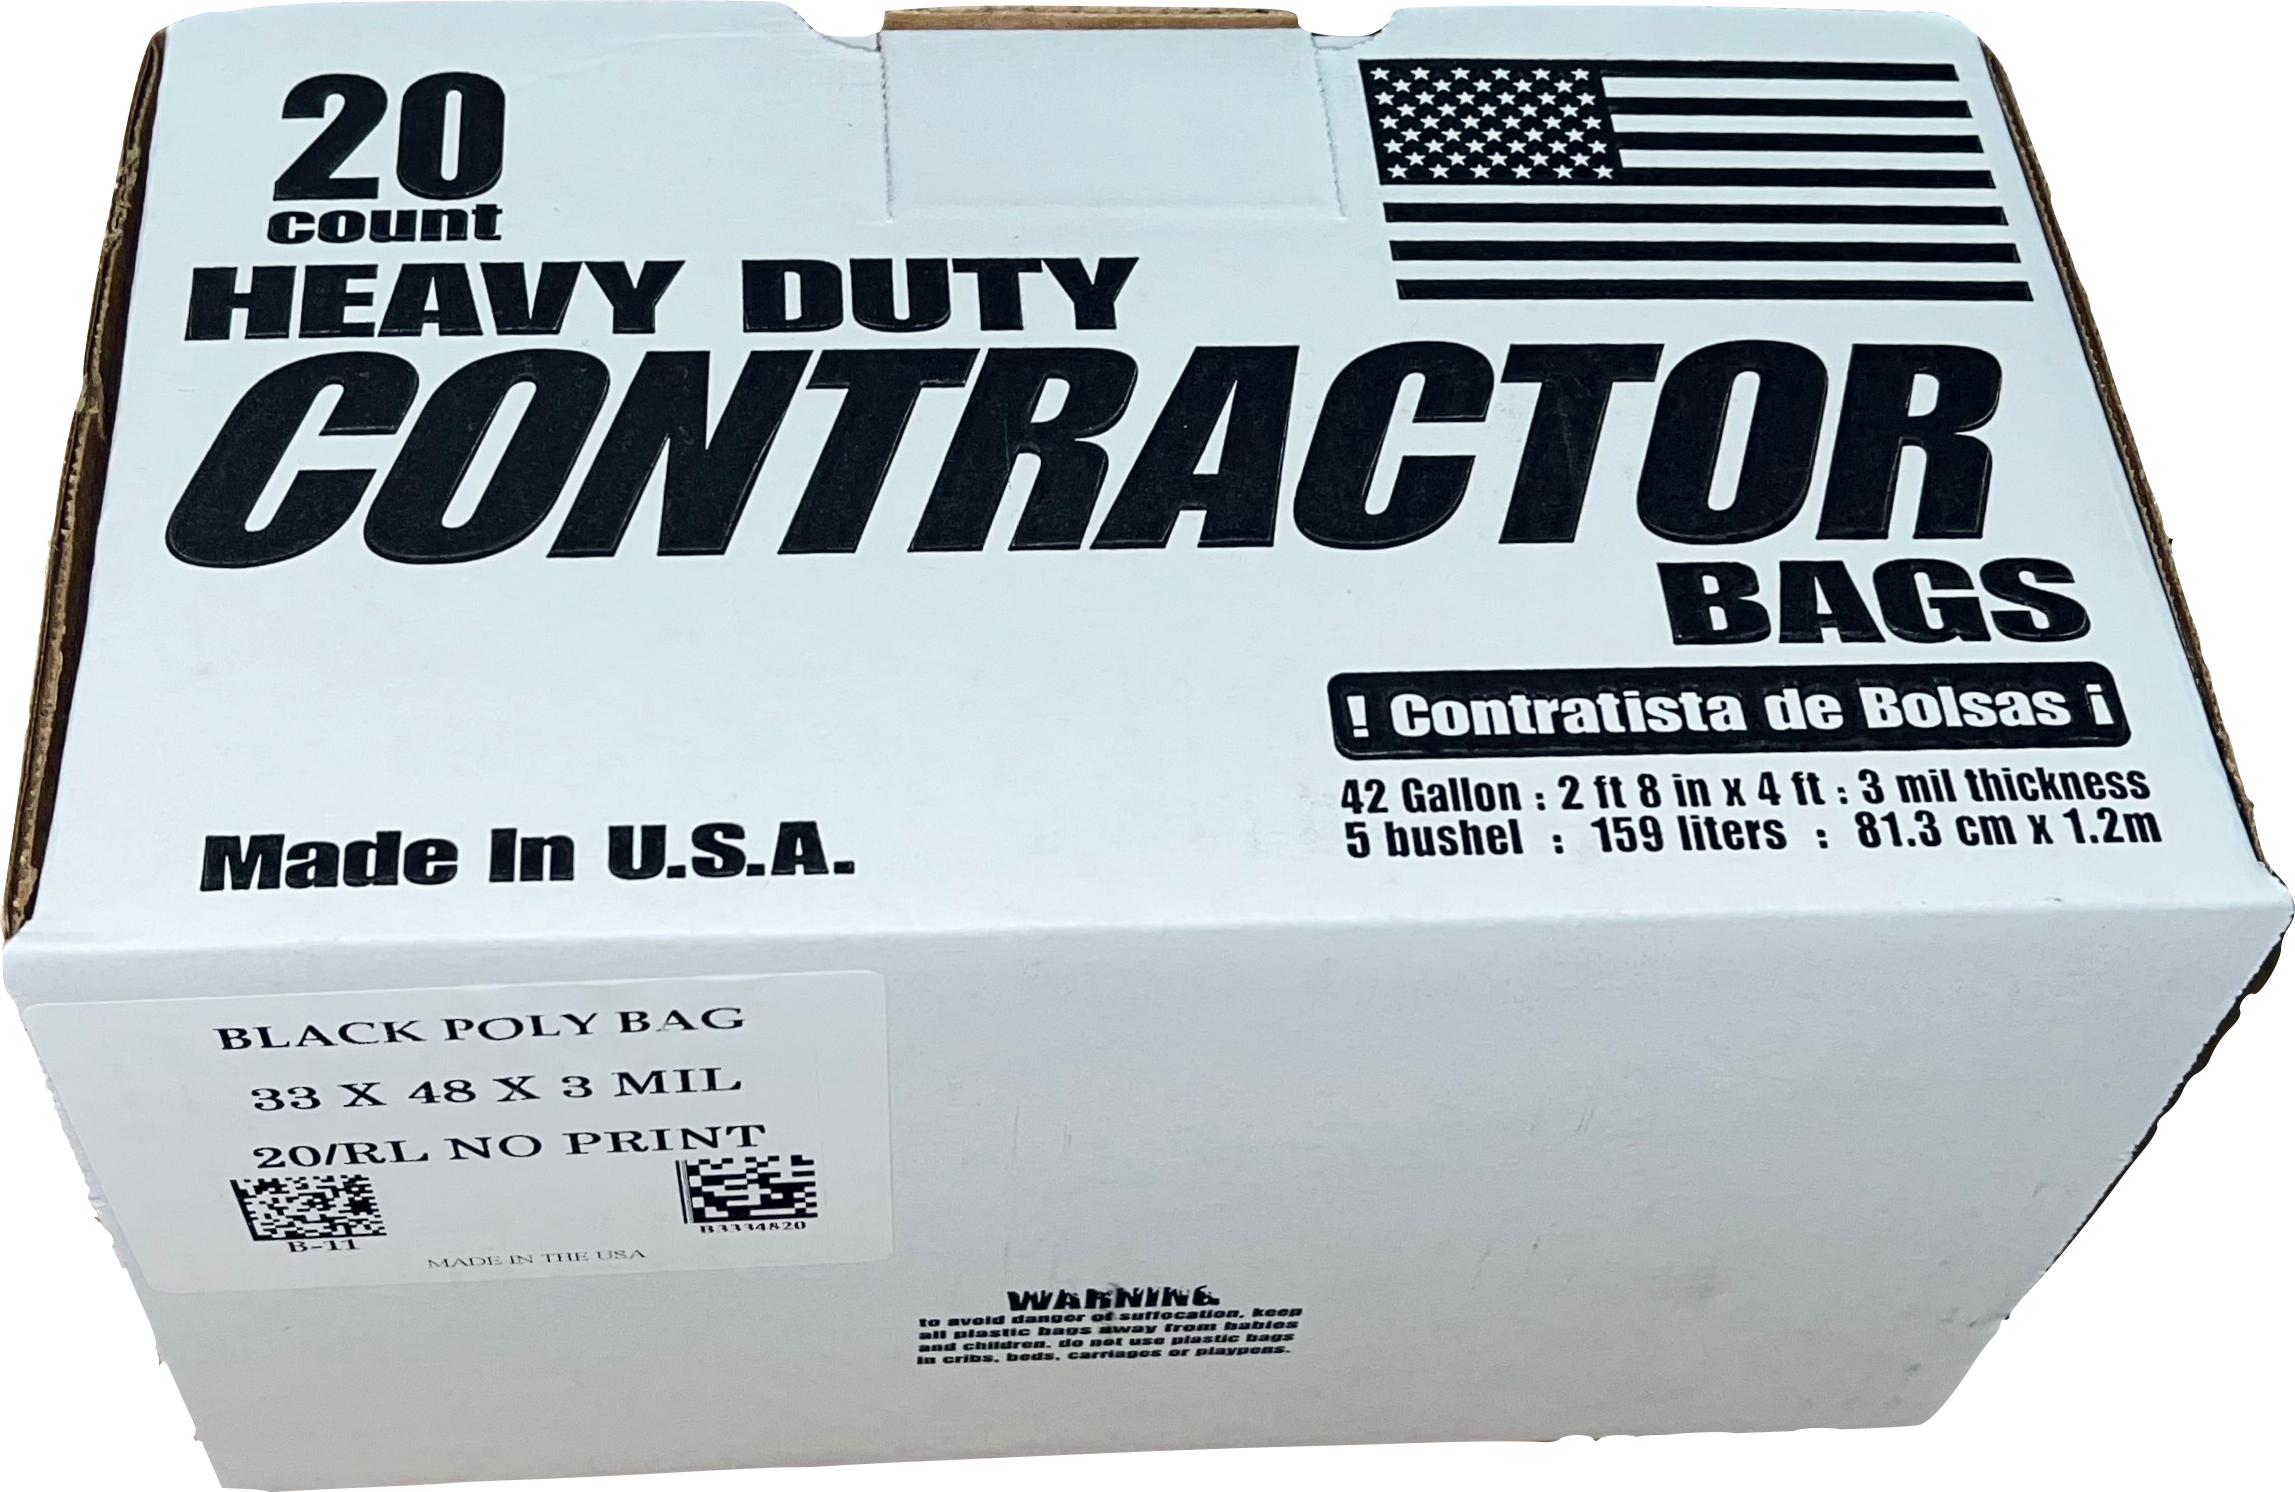 20
count
HEAVY DUTY
CONTRACTOR
BAGS
! Contratista de Bolsas ¡
42 Gallon : 2 ft 8 in x 4 ft : 3 mil thickness
5 bushel : 159 liters : 81.3 cm x 1.2m
Made In U.S.A.
BLACK POLY BAG
33 X 48 X 3 MIL
20/RL NO PRINT
B-11
B3334820
MADE IN THE USA
WARNING
to avoid danger of suffocation, keep
all plastic bags away from babies
and children. do not use plastic bags
in cribs, beds, carriages or playpens.